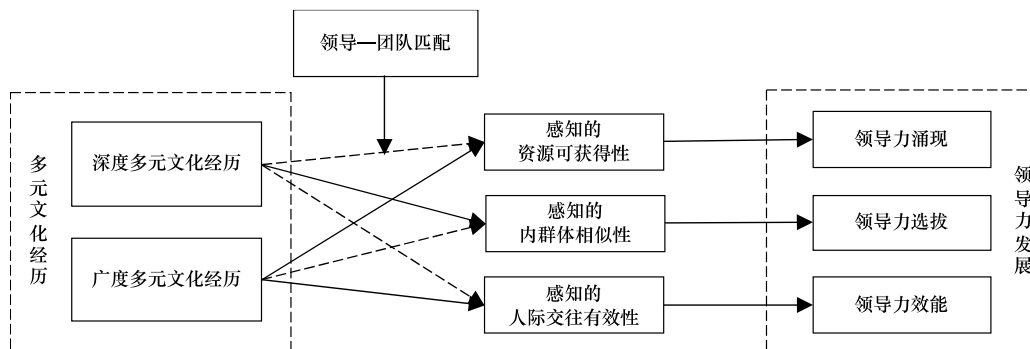 领导—团队匹配
多元文化经历
深度多元文化经历
广度多元文化经历
感知的
资源可获得性
感知的
内群体相似性
感知的
人际交往有效性
领导力涌现
领导力选拔
领导力效能
领导力发展